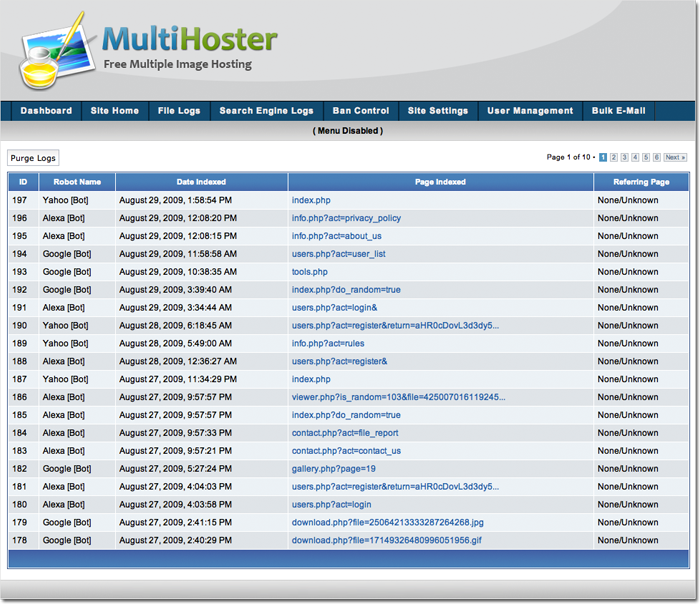 MultiHoster
Free Multiple Image Hosting
Dashboard Site Home File Logs Search Engine Logs Ban Control Site Settings User Management Bulk E-Mail
( Menu Disabled )
Purge Logs Page 1 of 10 - 1 2 3 4 5 6 Next »
ID Robot Name Date Indexed Page Indexed Referring Page
197 Yahoo [Bot] August 29, 2009, 1:58:54 PM index.php None/Unknown
196 Alexa [Bot] August 29, 2009, 12:08:20 PM info.php?act=privacy_policy None/Unknown
195 Alexa [Bot] August 29, 2009, 12:08:15 PM info.php?act=about_us None/Unknown
194 Google [Bot] August 29, 2009, 11:58:58 AM users.php?act=user_list None/Unknown
193 Google [Bot] August 29, 2009, 10:38:35 AM tools.php None/Unknown
192 Google [Bot] August 29, 2009, 3:39:40 AM index.php?do_random=true None/Unknown
191 Alexa [Bot] August 29, 2009, 3:34:44 AM users.php?act=login& None/Unknown
190 Yahoo [Bot] August 28, 2009, 6:18:45 AM users.php?act=register&return=aHR0cDovL3d3dy5... None/Unknown
189 Yahoo [Bot] August 28, 2009, 5:49:00 AM info.php?act=rules None/Unknown
188 Alexa [Bot] August 28, 2009, 12:36:27 AM users.php?act=register& None/Unknown
187 Yahoo [Bot] August 27, 2009, 11:34:29 PM index.php None/Unknown
186 Alexa [Bot] August 27, 2009, 9:57:57 PM viewer.php?is_random=103&file=425007016119245... None/Unknown
185 Alexa [Bot] August 27, 2009, 9:57:57 PM index.php?do_random=true None/Unknown
184 Alexa [Bot] August 27, 2009, 9:57:33 PM contact.php?act=file_report None/Unknown
183 Alexa [Bot] August 27, 2009, 9:57:21 PM contact.php?act=contact_us None/Unknown
182 Google [Bot] August 27, 2009, 5:27:24 PM gallery.php?page=19 None/Unknown
181 Alexa [Bot] August 27, 2009, 4:04:03 PM users.php?act=register&return=aHR0cDovL3d3dy5... None/Unknown
180 Alexa [Bot] August 27, 2009, 4:03:58 PM users.php?act=login None/Unknown
179 Google [Bot] August 27, 2009, 2:41:15 PM download.php?file=25064213333287264268.jpg None/Unknown
178 Google [Bot] August 27, 2009, 2:40:29 PM download.php?file=17149326480996051956.gif None/Unknown